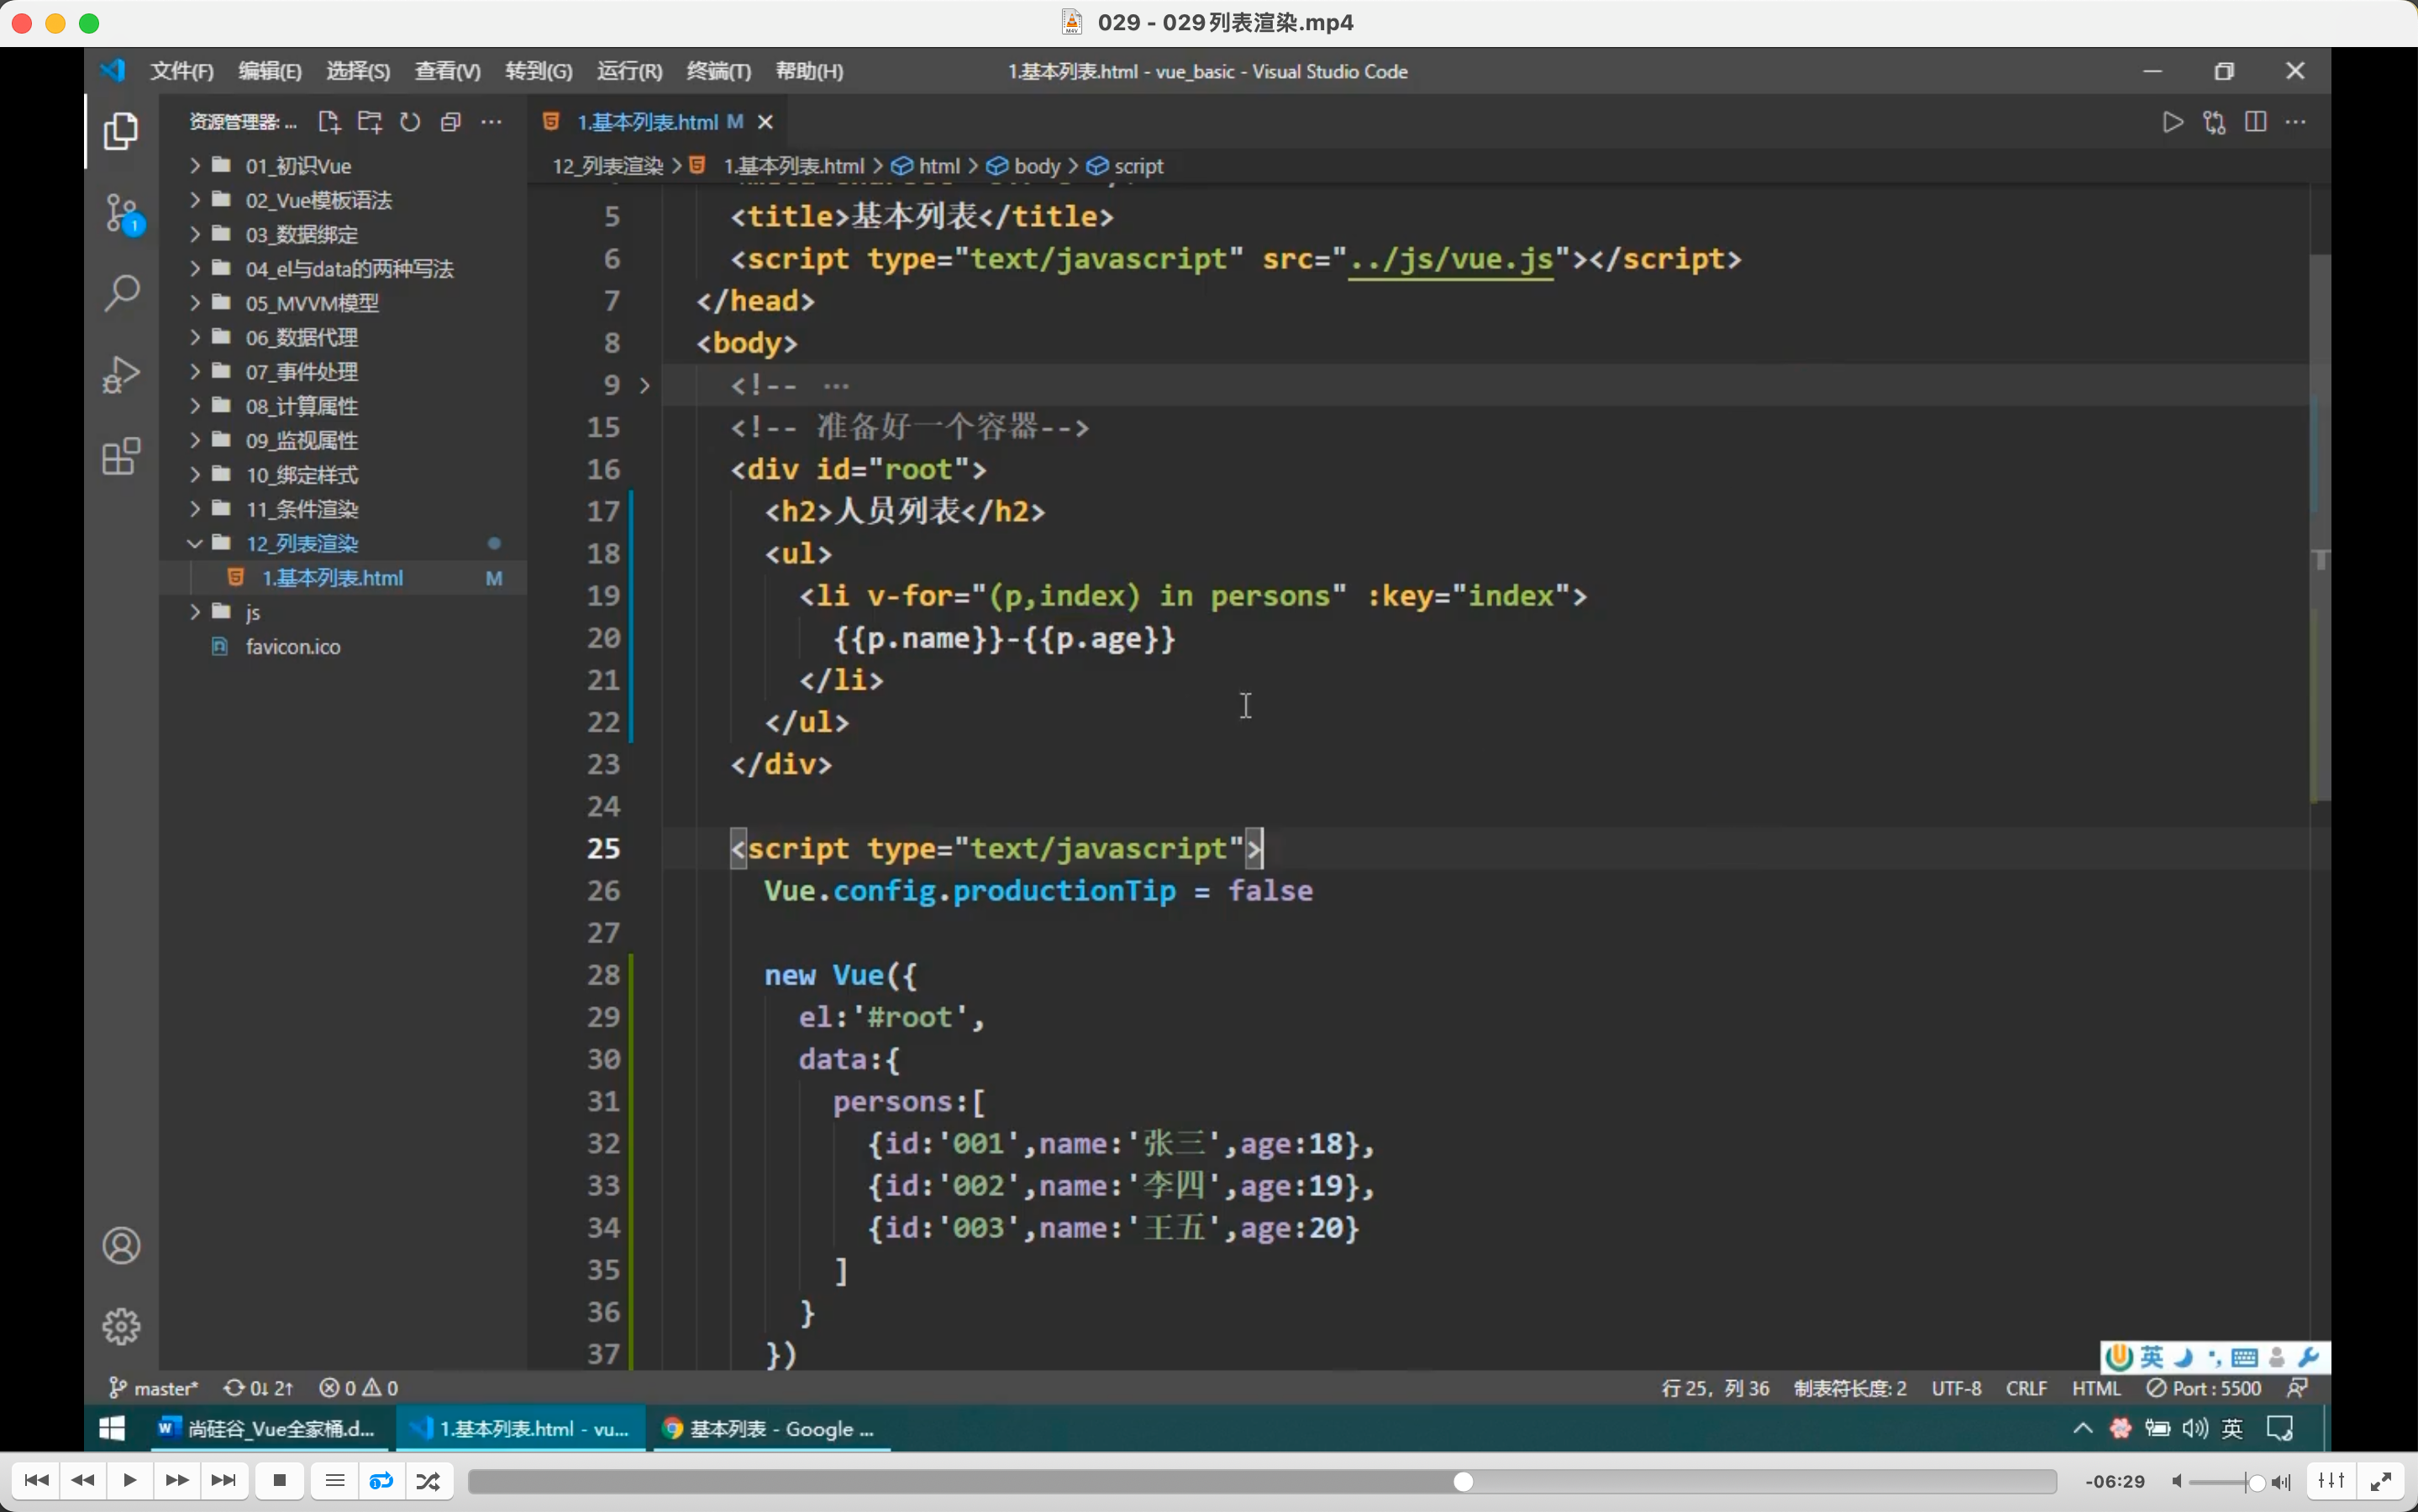 029 - 029列表渲染.mp4
文件(F) 编辑(E) 选择(S) 查看(V) 转到(G) 运行(R) 终端(T) 帮助(H) 1.基本列表.html - vue_basic - Visual Studio Code
资源管理器: ...
1.基本列表.html M
12_列表渲染 > 1.基本列表.html > html > body > script
1
01_初识Vue
02_Vue模板语法
03_数据绑定
04_el与data的两种写法
05_MVVM模型
06_数据代理
07_事件处理
08_计算属性
09_监视属性
10_绑定样式
11_条件渲染
12_列表渲染
1.基本列表.html M
js
favicon.ico
5 <title>基本列表</title>
6 <script type="text/javascript" src="../js/vue.js"></script>
7 </head>
8 <body>
9 <!-- ...
15 <!-- 准备好一个容器-->
16 <div id="root">
17 <h2>人员列表</h2>
18 <ul>
19 <li v-for="(p,index) in persons" :key="index">
20 {{p.name}}-{{p.age}}
21 </li>
22 </ul>
23 </div>
24
25 <script type="text/javascript">
26 Vue.config.productionTip = false
27
28 new Vue({
29 el:'#root',
30 data:{
31 persons:[
32 {id:'001',name:'张三',age:18},
33 {id:'002',name:'李四',age:19},
34 {id:'003',name:'王五',age:20}
35 ]
36 }
37 })
英
master* 0↓ 2↑ 0 0 行 25，列 36 制表符长度: 2 UTF-8 CRLF HTML Port : 5500
尚硅谷_Vue全家桶.d... 1.基本列表.html - vu... 基本列表 - Google ... 英
-06:29